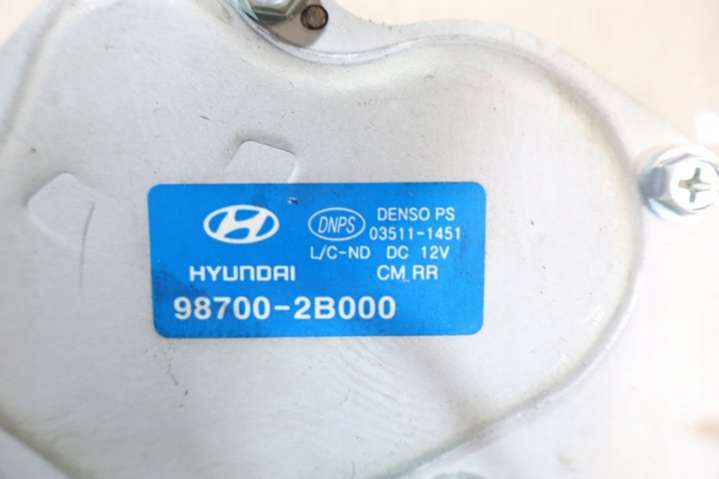 DNPS DENSO PS
03511-1451
L/C-ND DC 12V
HYUNDAI CM RR
98700-2B000